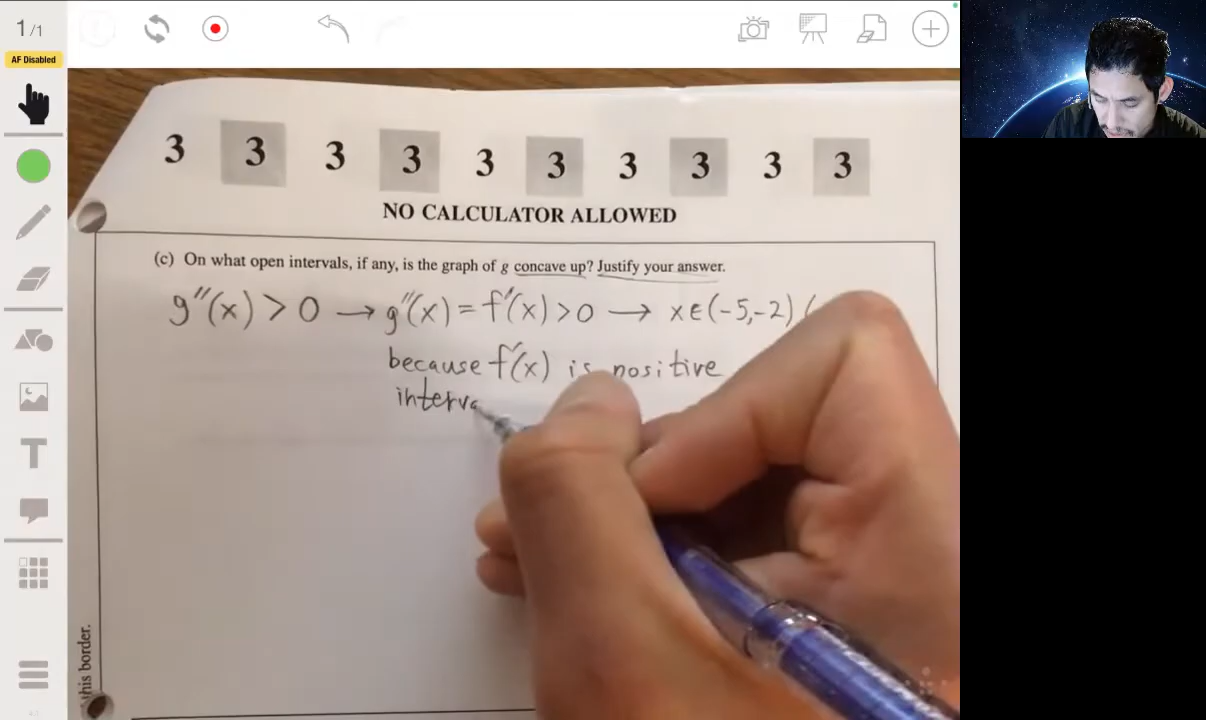 1/1
AF Disabled
3 3 3 3 3 3 3 3 3 3
NO CALCULATOR ALLOWED
(c) On what open intervals, if any, is the graph of g concave up? Justify your answer.
g''(x) > 0 → g''(x) = f'(x) > 0 → x ∈ (-5,-2) (
because f'(x) is positive
interva
T
this border.